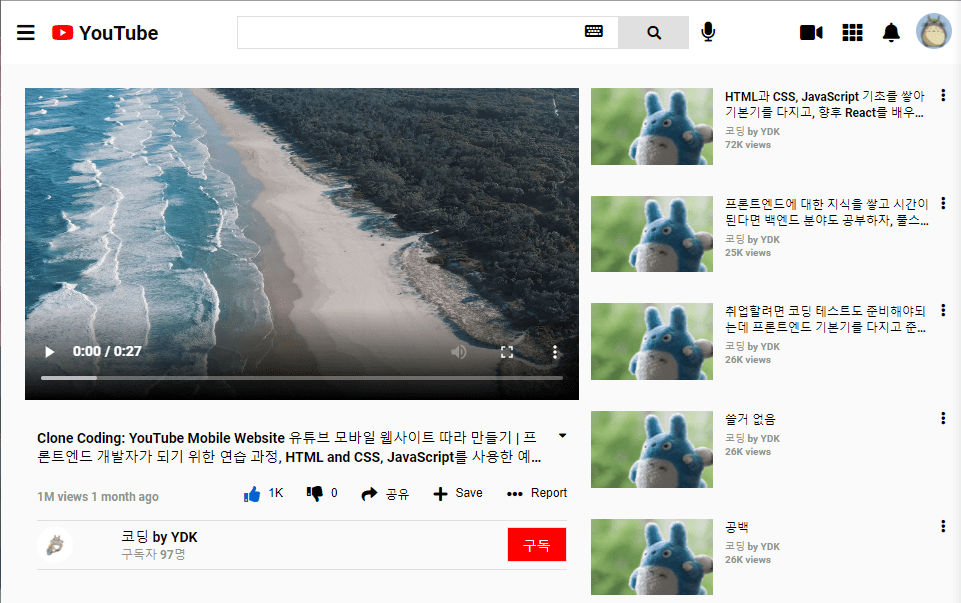 YouTube
0:00 / 0:27
Clone Coding: YouTube Mobile Website 유튜브 모바일 웹사이트 따라 만들기 | 프
론트엔드 개발자가 되기 위한 연습 과정, HTML and CSS, JavaScript를 사용한 예...
1M views 1 month ago
1K
0
공유
Save
Report
코딩 by YDK
구독자 97명
구독
HTML과 CSS, JavaScript 기초를 쌓아
기본기를 다지고, 향후 React를 배우...
코딩 by YDK
72K views
프론트엔드에 대한 지식을 쌓고 시간이
된다면 백엔드 분야도 공부하자, 풀스...
코딩 by YDK
25K views
취업할려면 코딩 테스트도 준비해야되
는데 프론트엔드 기본기를 다지고 준...
코딩 by YDK
26K views
쓸거 없음
코딩 by YDK
26K views
공백
코딩 by YDK
26K views